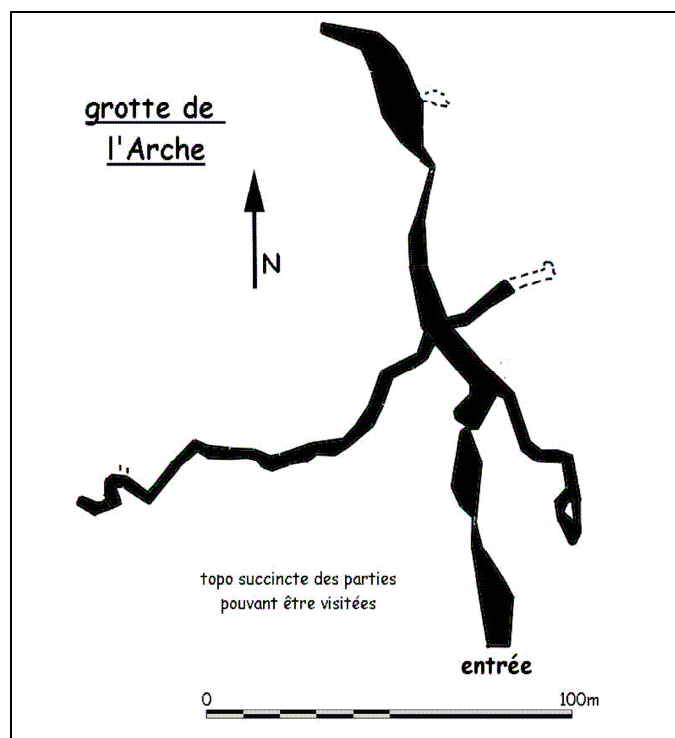 grotte de
l'Arche
N
topo succincte des parties
pouvant être visitées
entrée
0 100m